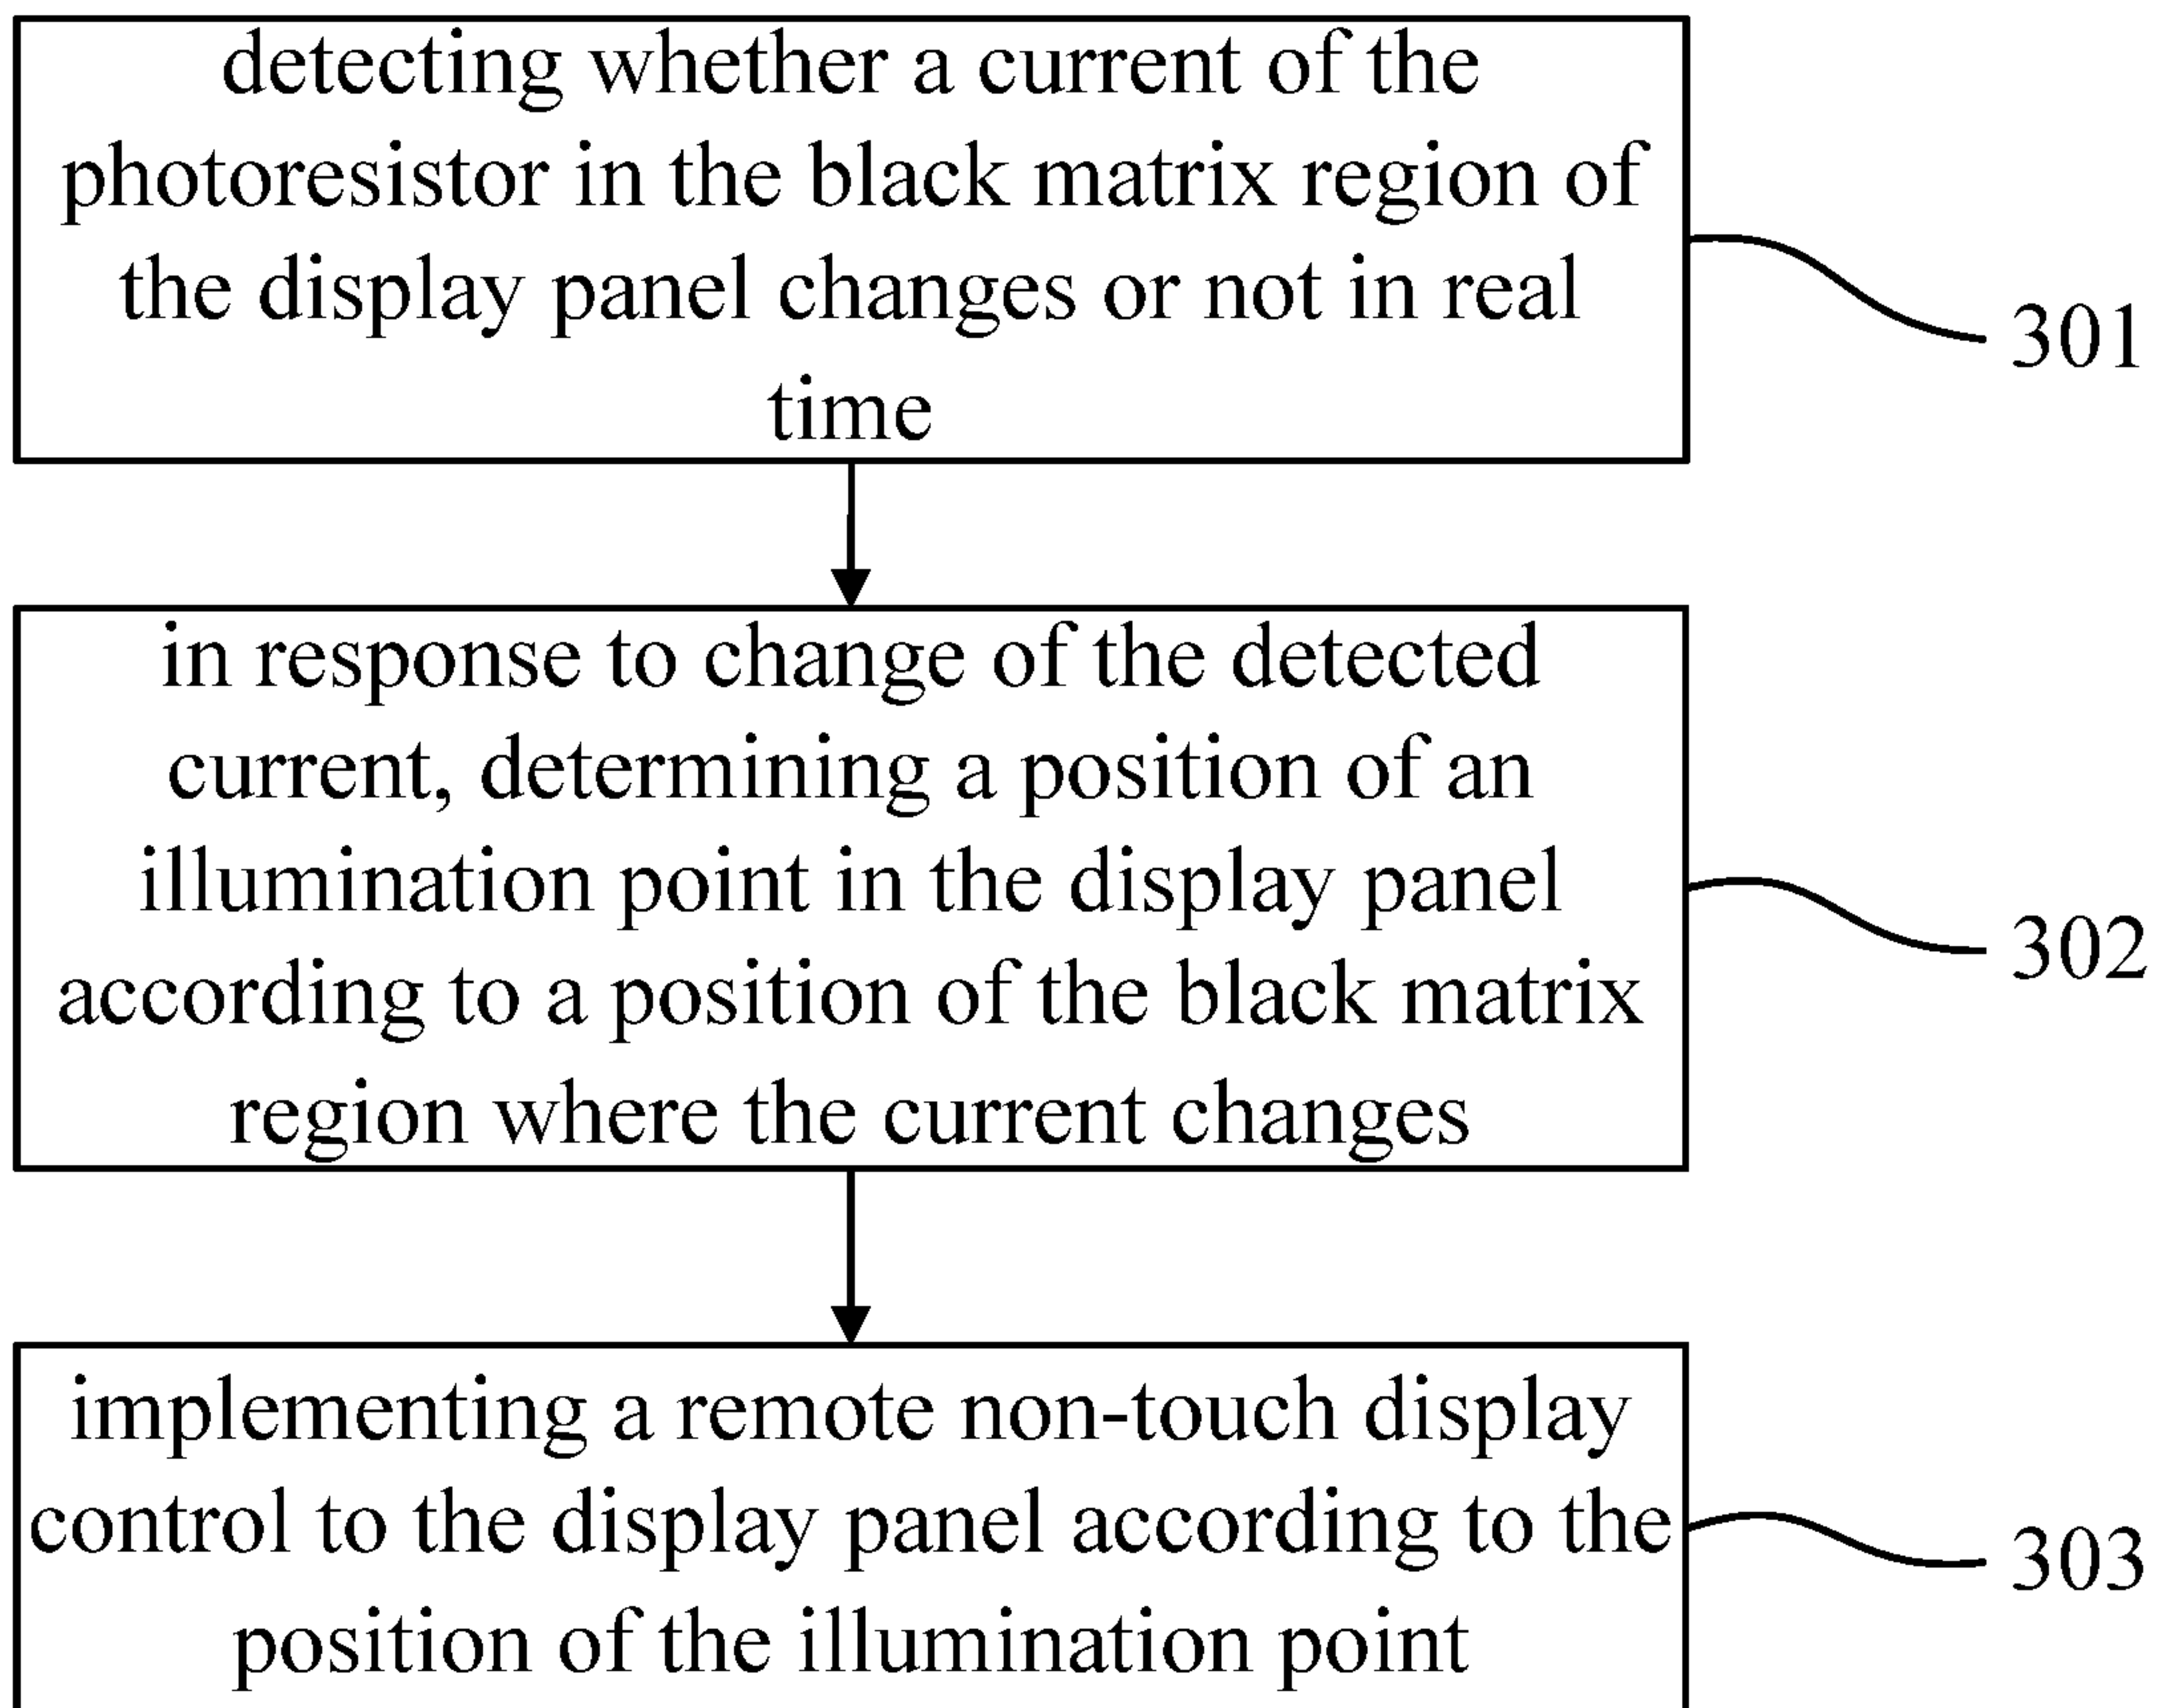 detecting whether a current of the
photoresistor in the black matrix region of
the display panel changes or not in real
time
301
in response to change of the detected
current, determining a position of an
illumination point in the display panel
according to a position of the black matrix
region where the current changes
302
implementing a remote non-touch display
control to the display panel according to the
position of the illumination point
303